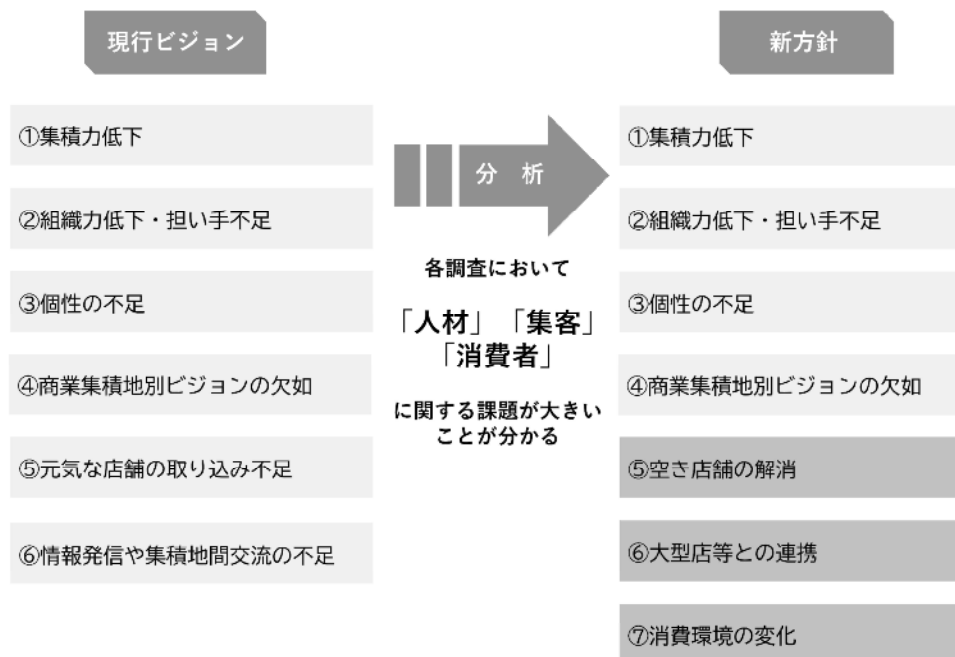 現行ビジョン
①集積力低下
②組織力低下・担い手不足
③個性の不足
④商業集積地別ビジョンの欠如
⑤元気な店舗の取り込み不足
⑥情報発信や集積地間交流の不足
分 析
各調査において
「人材」「集客」
「消費者」
に関する課題が大きい
ことが分かる
新方針
①集積力低下
②組織力低下・担い手不足
③個性の不足
④商業集積地別ビジョンの欠如
⑤空き店舗の解消
⑥大型店等との連携
⑦消費環境の変化